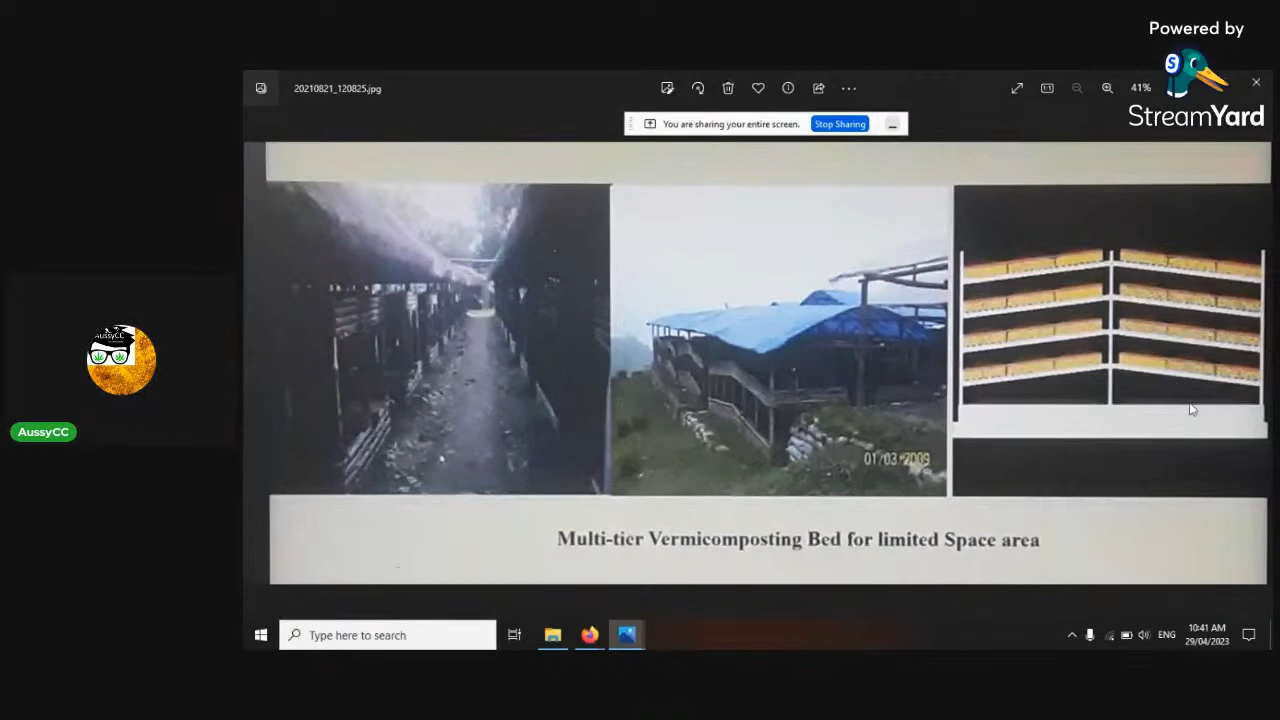 Powered by
StreamYard
20210821_120825.jpg
41%
You are sharing your entire screen.
Stop Sharing
01/03/2009
AussyCC
AussyCC
Multi-tier Vermicomposting Bed for limited Space area
Type here to search
ENG
10:41 AM
29/04/2023